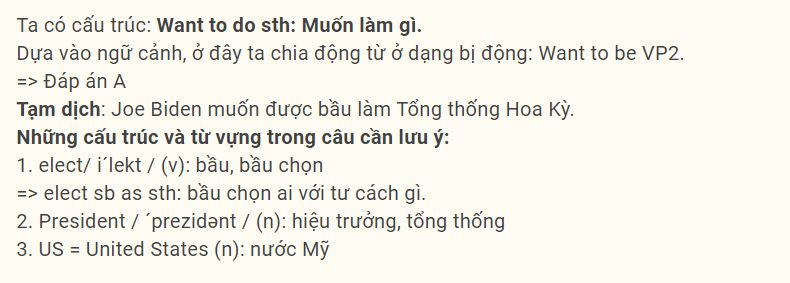 Ta có cấu trúc: Want to do sth: Muốn làm gì.
Dựa vào ngữ cảnh, ở đây ta chia động từ ở dạng bị động: Want to be VP2.
=> Đáp án A
Tạm dịch: Joe Biden muốn được bầu làm Tổng thống Hoa Kỳ.
Những cấu trúc và từ vựng trong câu cần lưu ý:
1. elect/ i´lekt / (v): bầu, bầu chọn
=> elect sb as sth: bầu chọn ai với tư cách gì.
2. President / ´prezidənt / (n): hiệu trưởng, tổng thống
3. US = United States (n): nước Mỹ